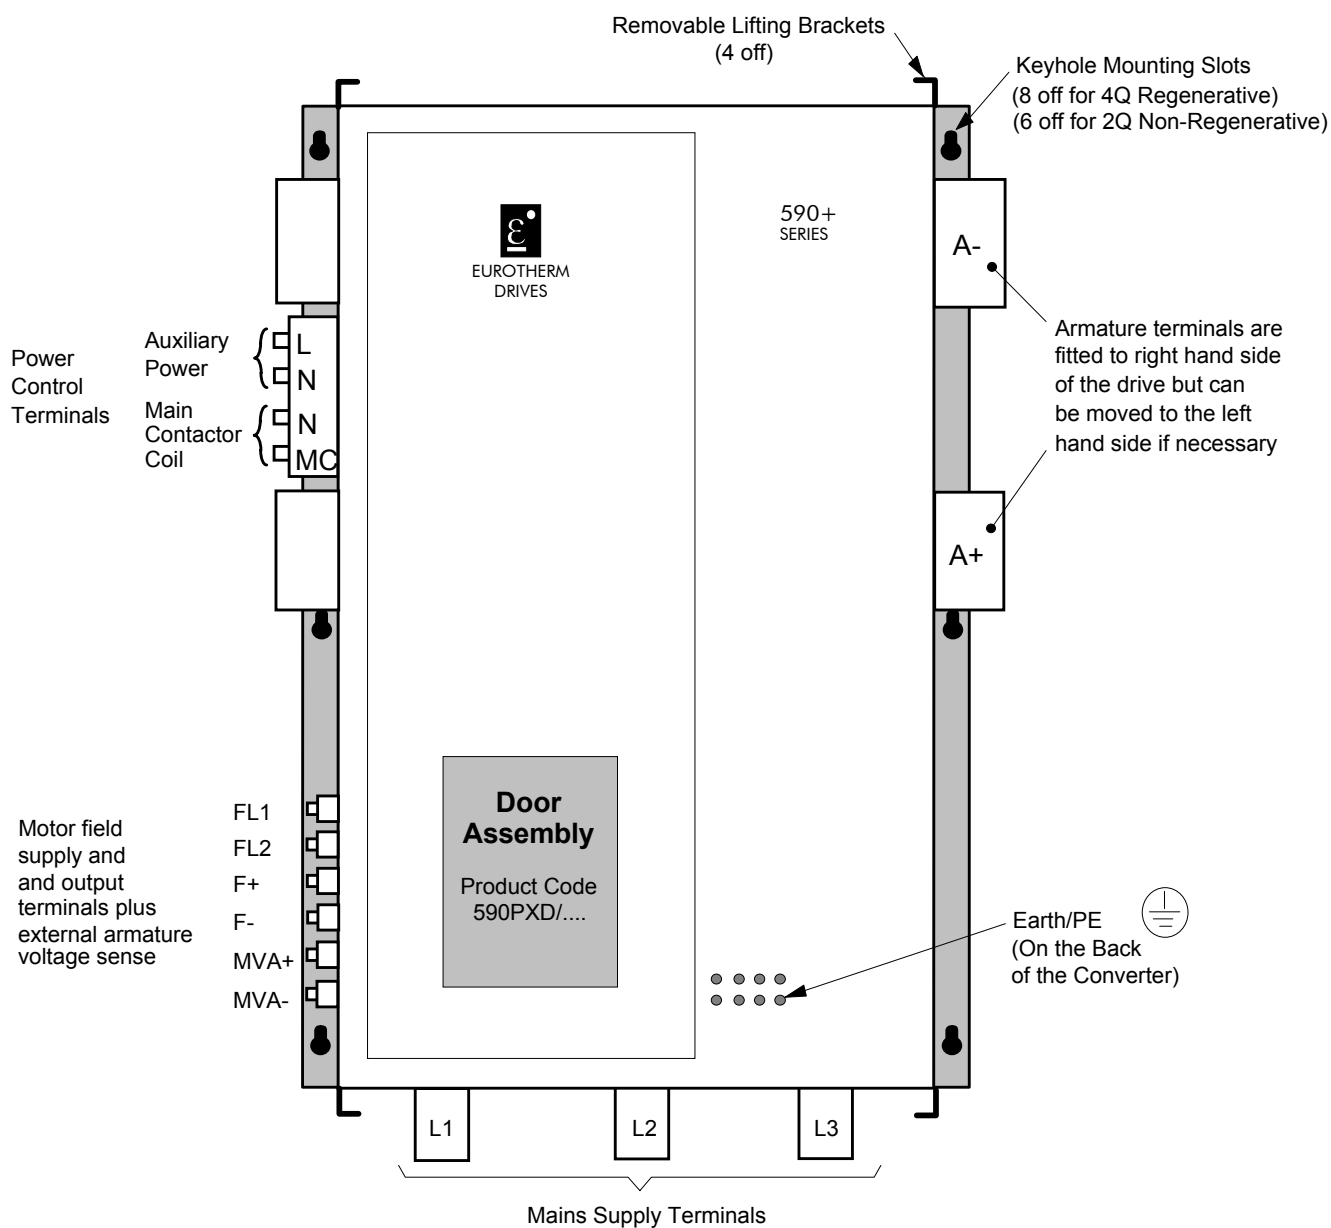 Removable Lifting Brackets
(4 off)
Keyhole Mounting Slots
(8 off for 4Q Regenerative)
(6 off for 2Q Non-Regenerative)
590+
SERIES
ε
EUROTHERM
DRIVES
A-
Armature terminals are
fitted to right hand side
of the drive but can
be moved to the left
hand side if necessary
A+
Power
Control
Terminals
Auxiliary
Power
Main
Contactor
Coil
L
N
N
MC
Motor field
supply and
and output
terminals plus
external armature
voltage sense
FL1
FL2
F+
F-
MVA+
MVA-
Door
Assembly
Product Code
590PXD/....
Earth/PE
(On the Back
of the Converter)
L1
L2
L3
Mains Supply Terminals